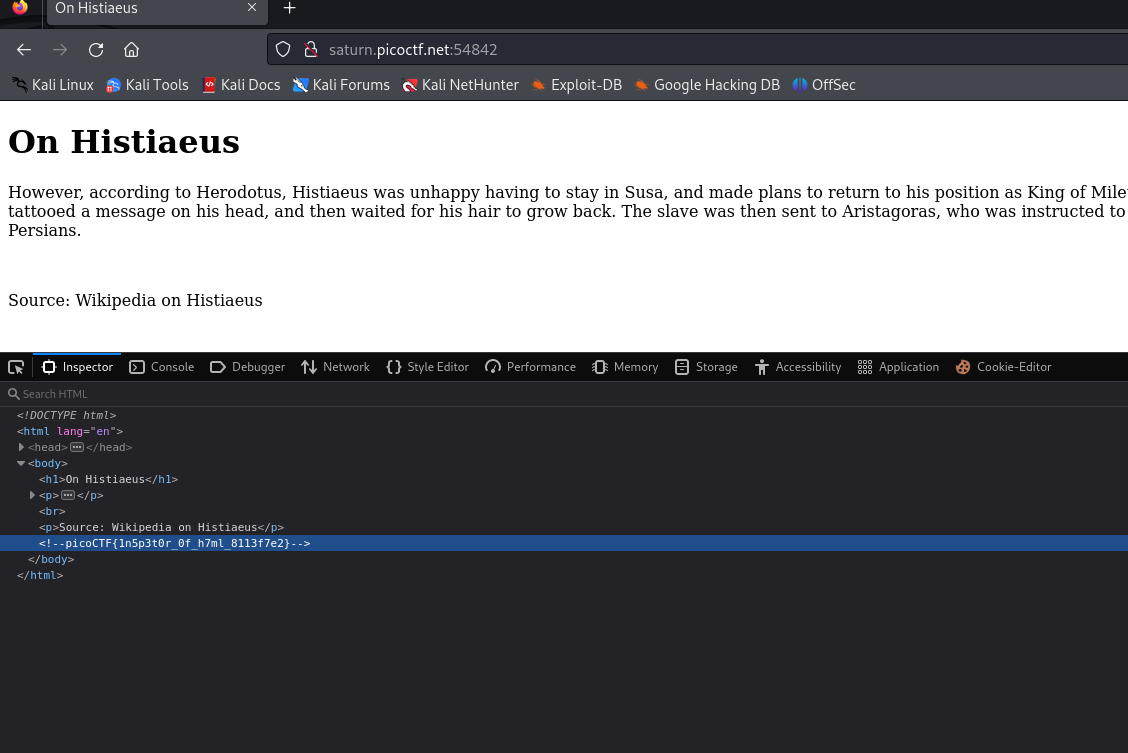 On Histiaeus
saturn.picoctf.net:54842
Kali Linux Kali Tools Kali Docs Kali Forums Kali NetHunter Exploit-DB Google Hacking DB OffSec
On Histiaeus
However, according to Herodotus, Histiaeus was unhappy having to stay in Susa, and made plans to return to his position as King of Mile
tattooed a message on his head, and then waited for his hair to grow back. The slave was then sent to Aristagoras, who was instructed to
Persians.
Source: Wikipedia on Histiaeus
Inspector Console Debugger Network Style Editor Performance Memory Storage Accessibility Application Cookie-Editor
Search HTML
<!DOCTYPE html>
<html lang="en">
<head>⋯</head>
<body>
<h1>On Histiaeus</h1>
<p>⋯</p>
<br>
<p>Source: Wikipedia on Histiaeus</p>
<!--picoCTF{1n5p3t0r_0f_h7ml_8113f7e2}-->
</body>
</html>